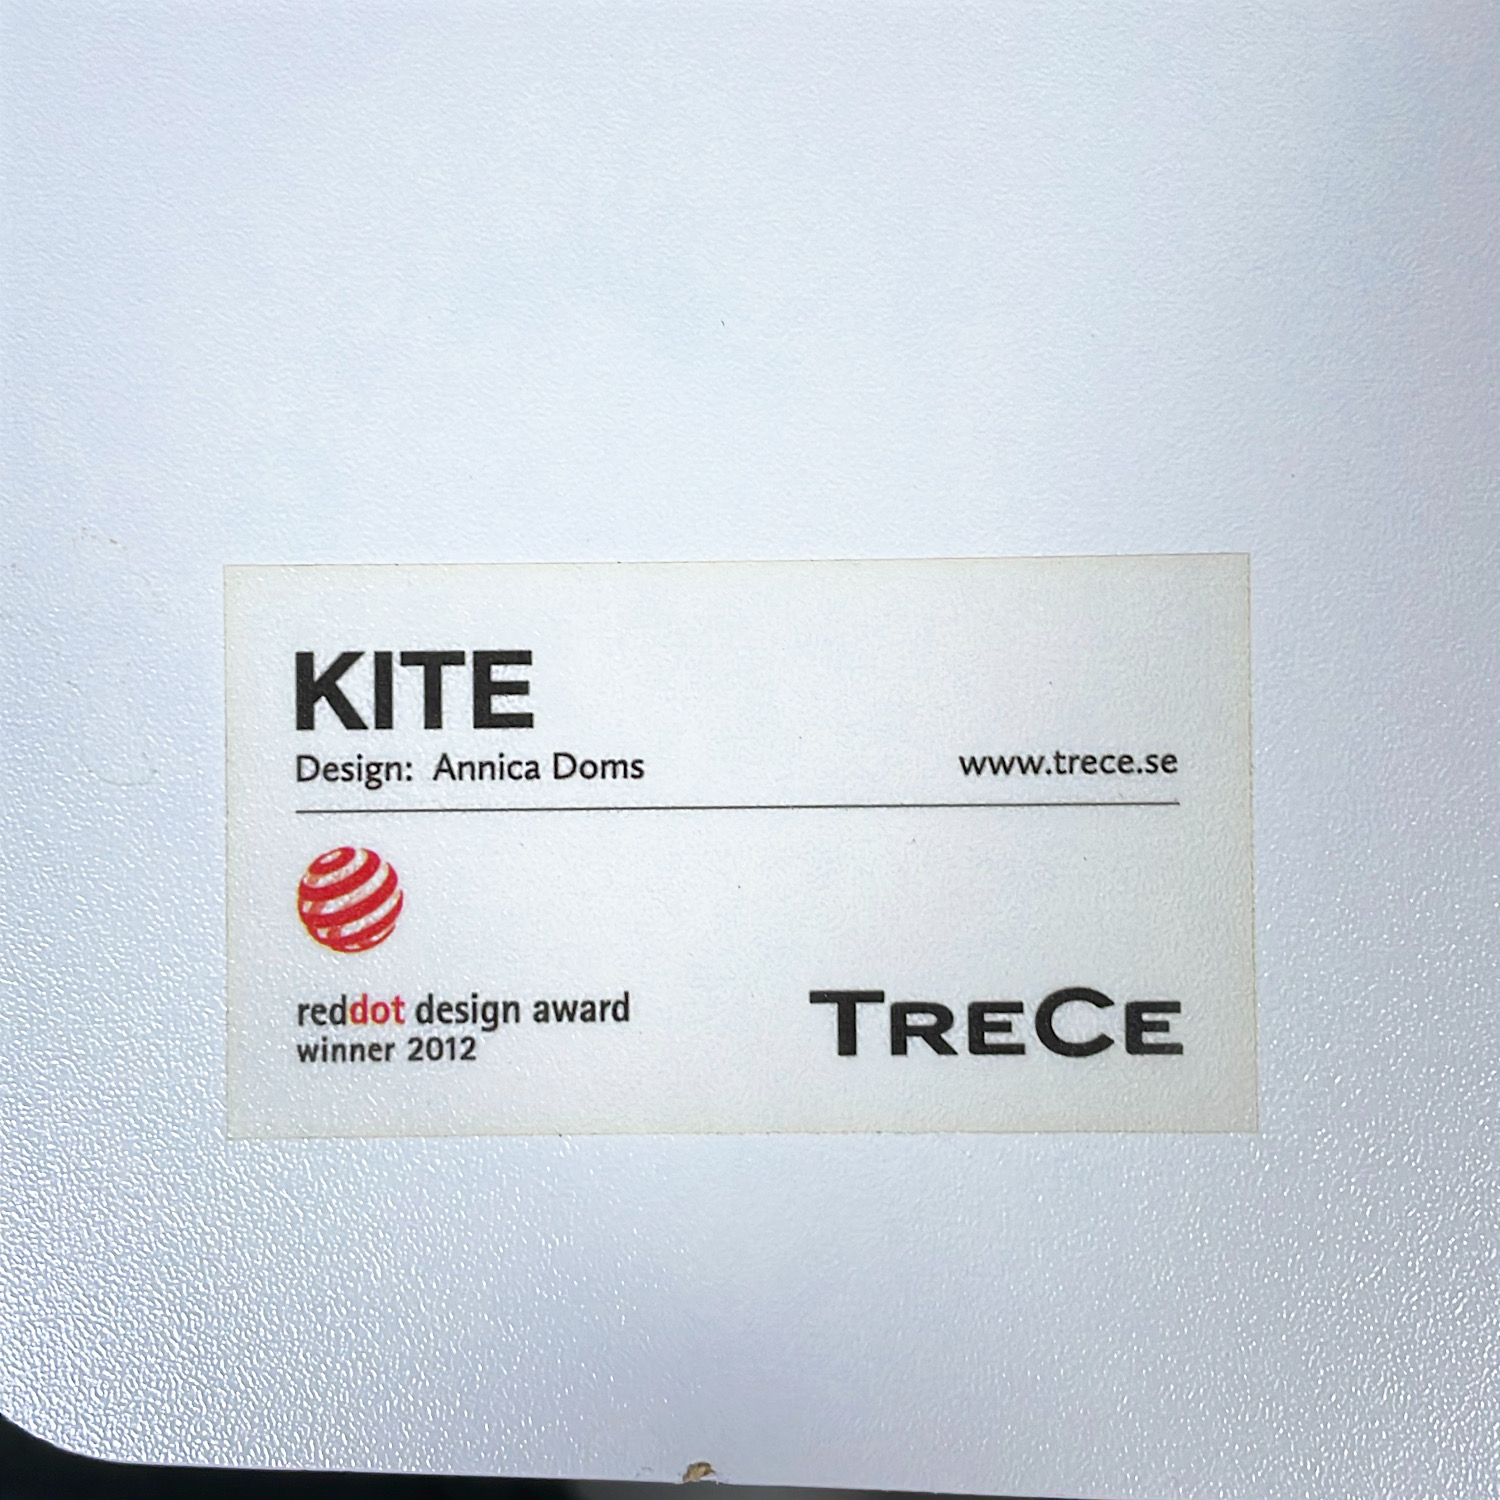 KITE
Design: Annica Doms
www.trece.se
reddot design award
winner 2012
TRECE